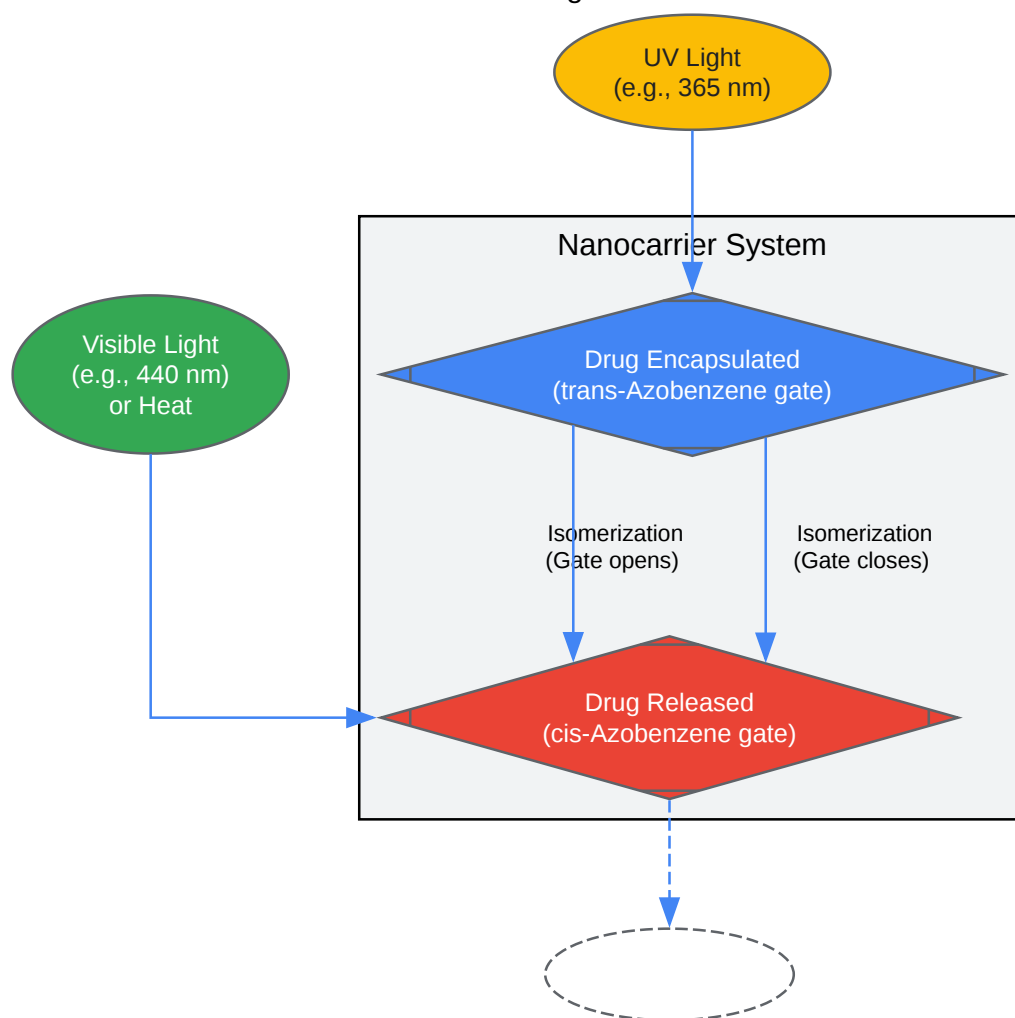 UV Light
(e.g., 365 nm)
Nanocarrier System
Visible Light
(e.g., 440 nm)
or Heat
Drug Encapsulated
(trans-Azobenzene gate)
Isomerization
(Gate opens)
Isomerization
(Gate closes)
Drug Released
(cis-Azobenzene gate)